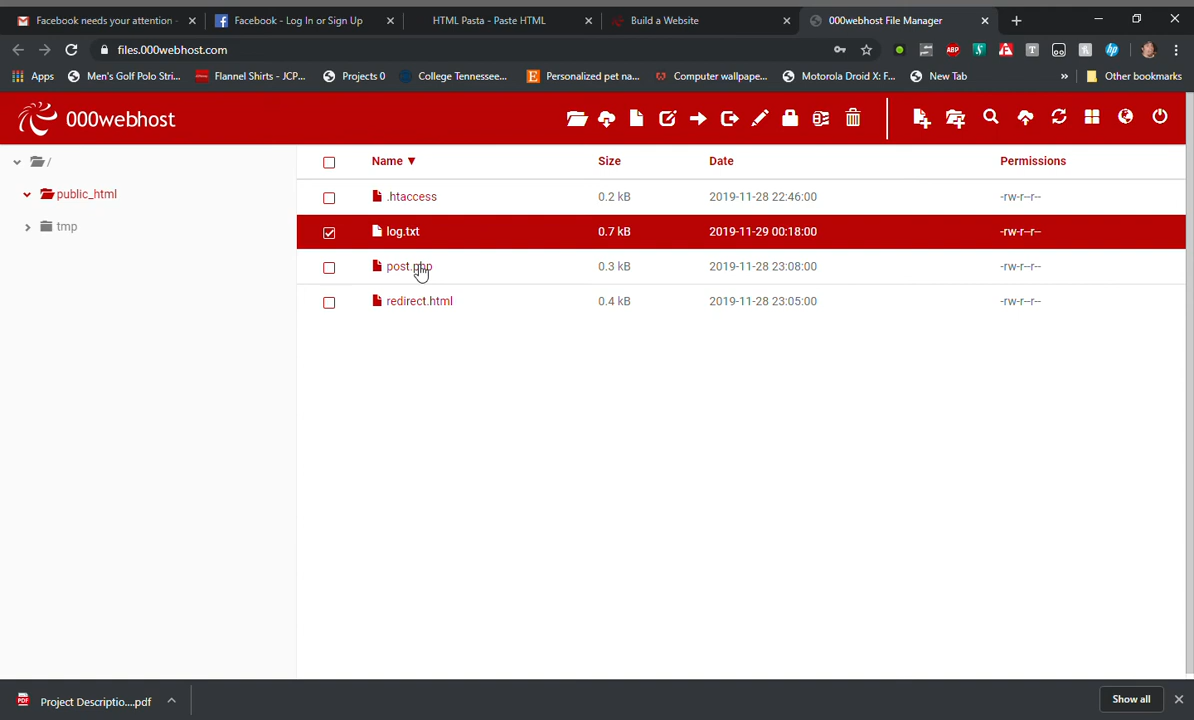 Facebook needs your attention -
Facebook - Log In or Sign Up
HTML Pasta - Paste HTML
Build a Website
000webhost File Manager
files.000webhost.com
ABP
T
hp
Apps
Men's Golf Polo Stri...
Flannel Shirts - JCP...
Projects 0
College Tennessee...
Personalized pet na...
Computer wallpape...
Motorola Droid X: F...
New Tab
»
Other bookmarks
000webhost
/
public_html
tmp
Name ▼ Size Date Permissions
.htaccess 0.2 kB 2019-11-28 22:46:00 -rw-r--r--
log.txt 0.7 kB 2019-11-29 00:18:00 -rw-r--r--
post.php 0.3 kB 2019-11-28 23:08:00 -rw-r--r--
redirect.html 0.4 kB 2019-11-28 23:05:00 -rw-r--r--
PDF
Project Descriptio....pdf
Show all